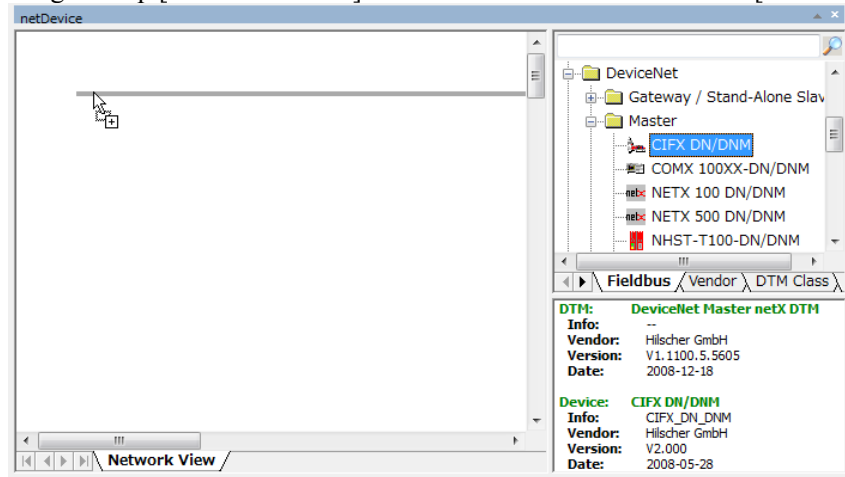 netDevice
DeviceNet
Gateway / Stand-Alone Slav
Master
CIFX DN/DNM
COMX 100XX-DN/DNM
netx NETX 100 DN/DNM
netx NETX 500 DN/DNM
NHST-T100-DN/DNM
Fieldbus / Vendor \ DTM Class \
DTM: DeviceNet Master netX DTM
Info: --
Vendor: Hilscher GmbH
Version: V1.1100.5.5605
Date: 2008-12-18
Device: CIFX DN/DNM
Info: CIFX_DN_DNM
Vendor: Hilscher GmbH
Version: V2.000
Date: 2008-05-28
Network View